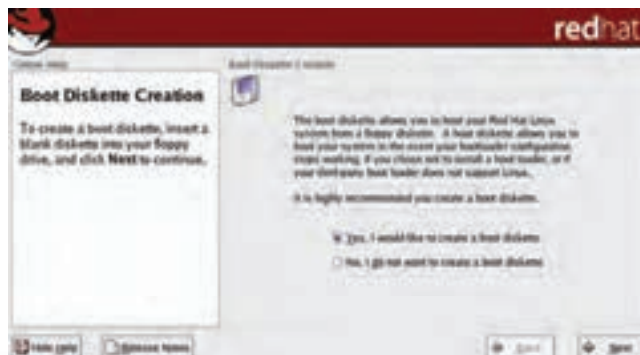 redhat
Online Help
Boot Diskette Creation
Boot Diskette Creation
To create a boot diskette, insert a
blank diskette into your floppy
drive, and click Next to continue.
The boot diskette allows you to boot your Red Hat Linux
system from a floppy diskette. A boot diskette allows you to
boot your system in the event your bootloader configuration
stops working, if you chose not to install a boot loader, or if
your third-party boot loader does not support Linux.
It is highly recommended you create a boot diskette.
Yes, I would like to create a boot diskette
No, I do not want to create a boot diskette
Hide Help
Release Notes
Back
Next